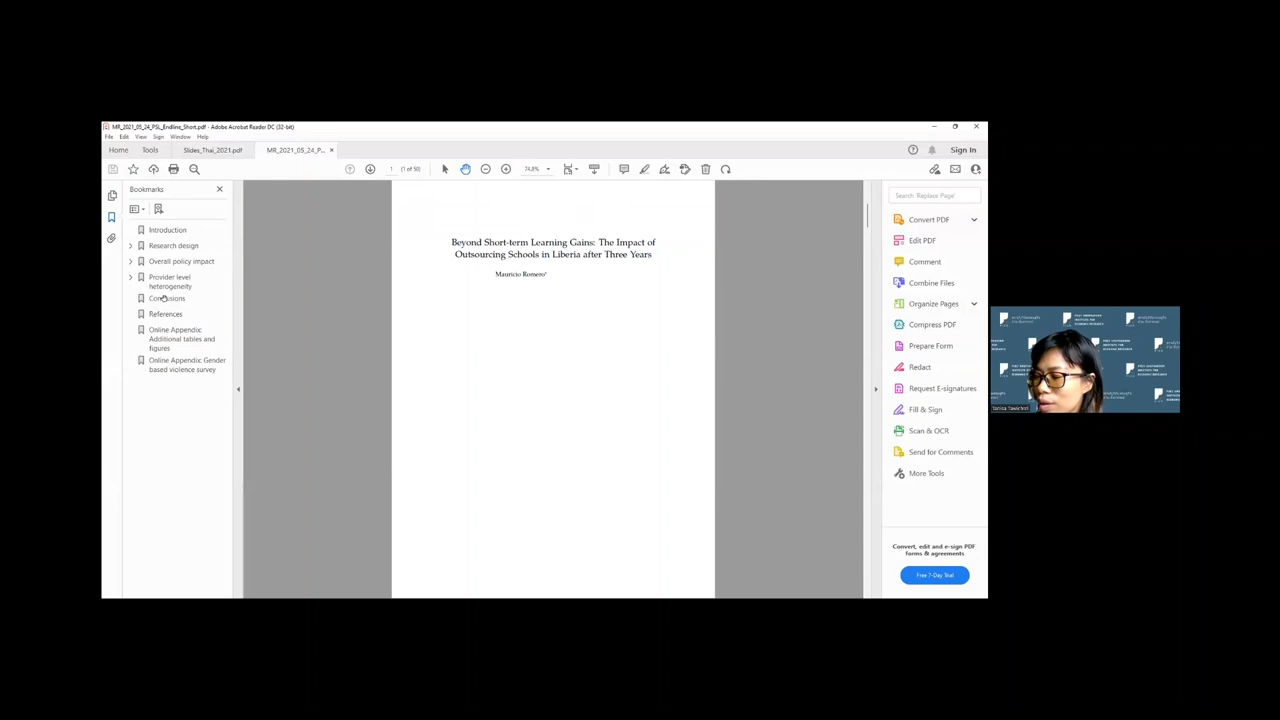 MR_2021_05_24_PSL_Endline_Short.pdf - Adobe Acrobat Reader DC (32-bit)
File Edit View Sign Window Help
Home Tools Slides_Thai_2021.pdf MR_2021_05_24_P... ×
Sign In
1 (1 of 50) 74.8%
Bookmarks
Introduction
Research design
Overall policy impact
Provider level
heterogeneity
Conclusions
References
Online Appendix:
Additional tables and
figures
Online Appendix: Gender
based violence survey
Beyond Short-term Learning Gains: The Impact of
Outsourcing Schools in Liberia after Three Years
Mauricio Romero*
Search 'Replace Page'
Convert PDF
Edit PDF
Comment
Combine Files
Organize Pages
Compress PDF
Prepare Form
Redact
Request E-signatures
Fill & Sign
Scan & OCR
Send for Comments
More Tools
Convert, edit and e-sign PDF
forms & agreements
Free 7-Day Trial